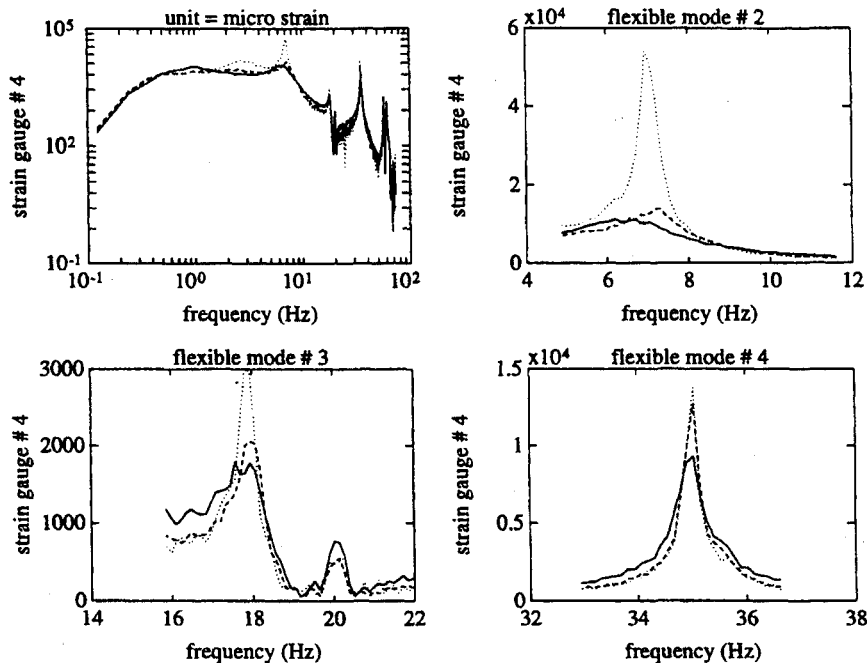 unit = micro strain
10^5
10^2
10^-1
10^-1
10^0
10^1
10^2
strain gauge # 4
frequency (Hz)
x10^4
flexible mode # 2
6
4
2
0
4
6
8
10
12
strain gauge # 4
frequency (Hz)
flexible mode # 3
3000
2000
1000
0
14
16
18
20
22
strain gauge # 4
frequency (Hz)
1.5
x10^4
flexible mode # 4
1
0.5
0
32
34
36
38
strain gauge # 4
frequency (Hz)